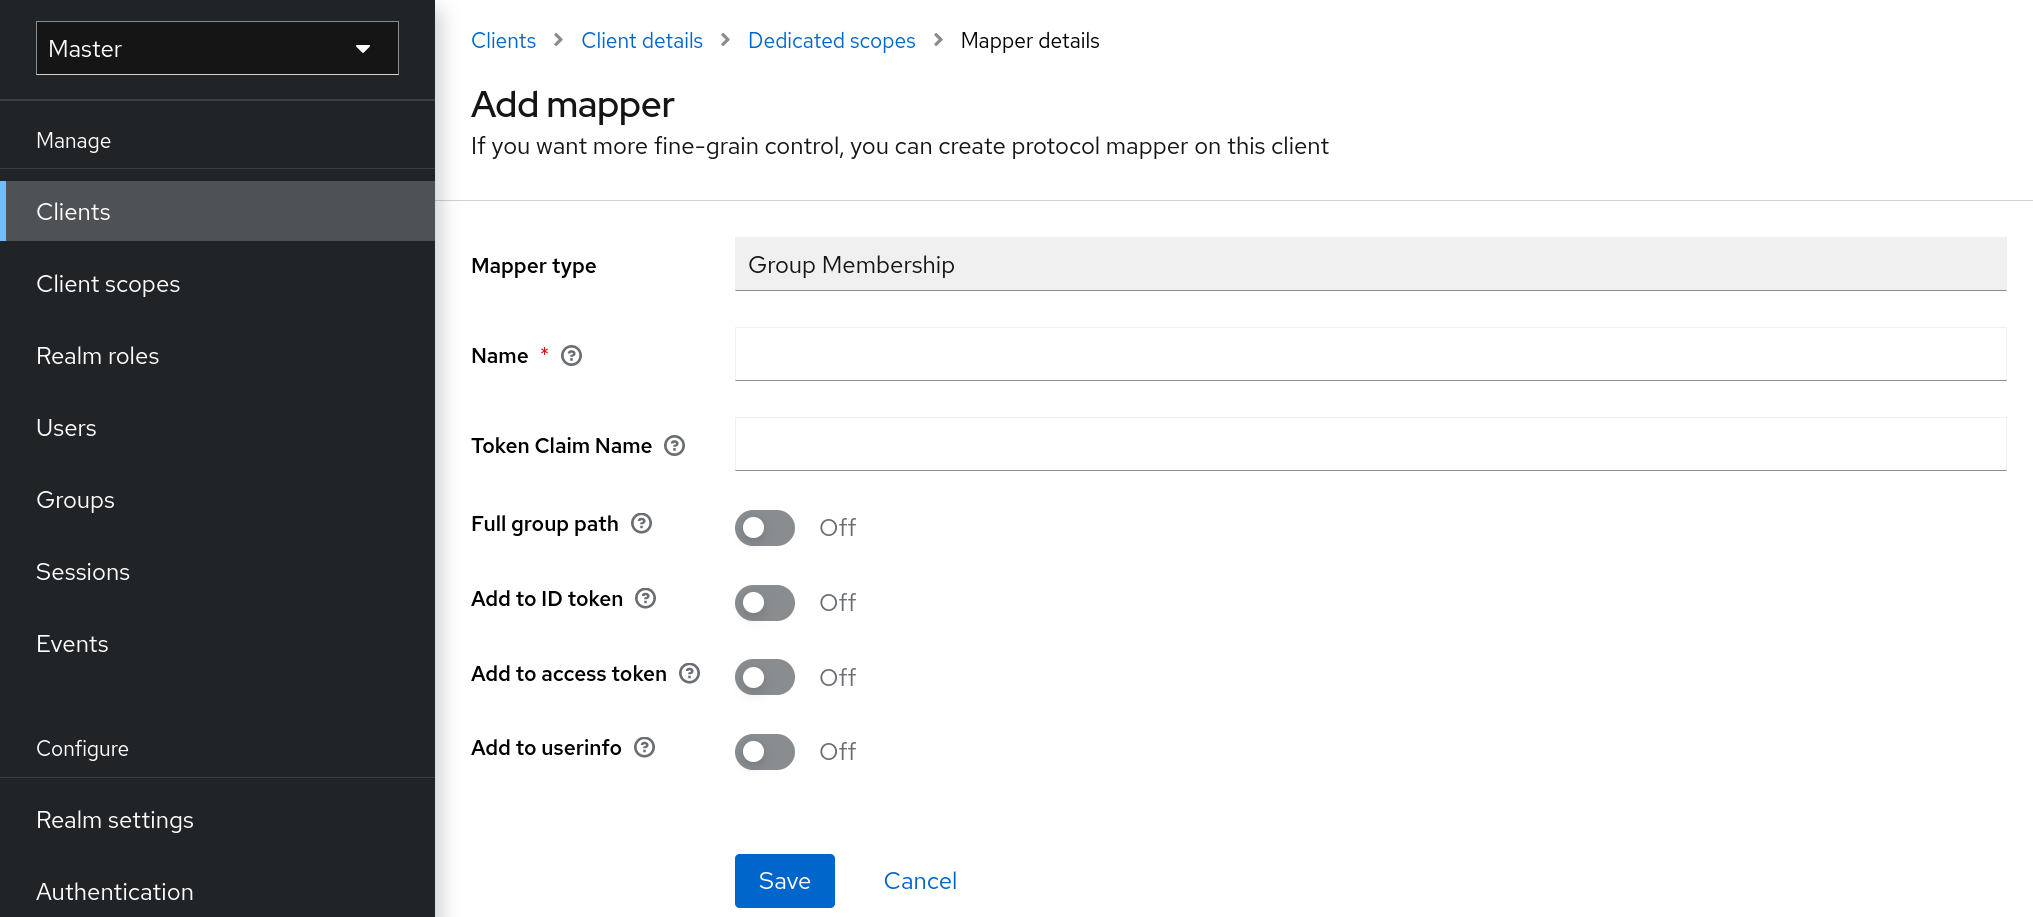 Master
Manage
Clients
Client scopes
Realm roles
Users
Groups
Sessions
Events
Configure
Realm settings
Authentication
Clients > Client details > Dedicated scopes > Mapper details
Add mapper
If you want more fine-grain control, you can create protocol mapper on this client
Mapper type Group Membership
Name *
Token Claim Name
Full group path Off
Add to ID token Off
Add to access token Off
Add to userinfo Off
Save Cancel